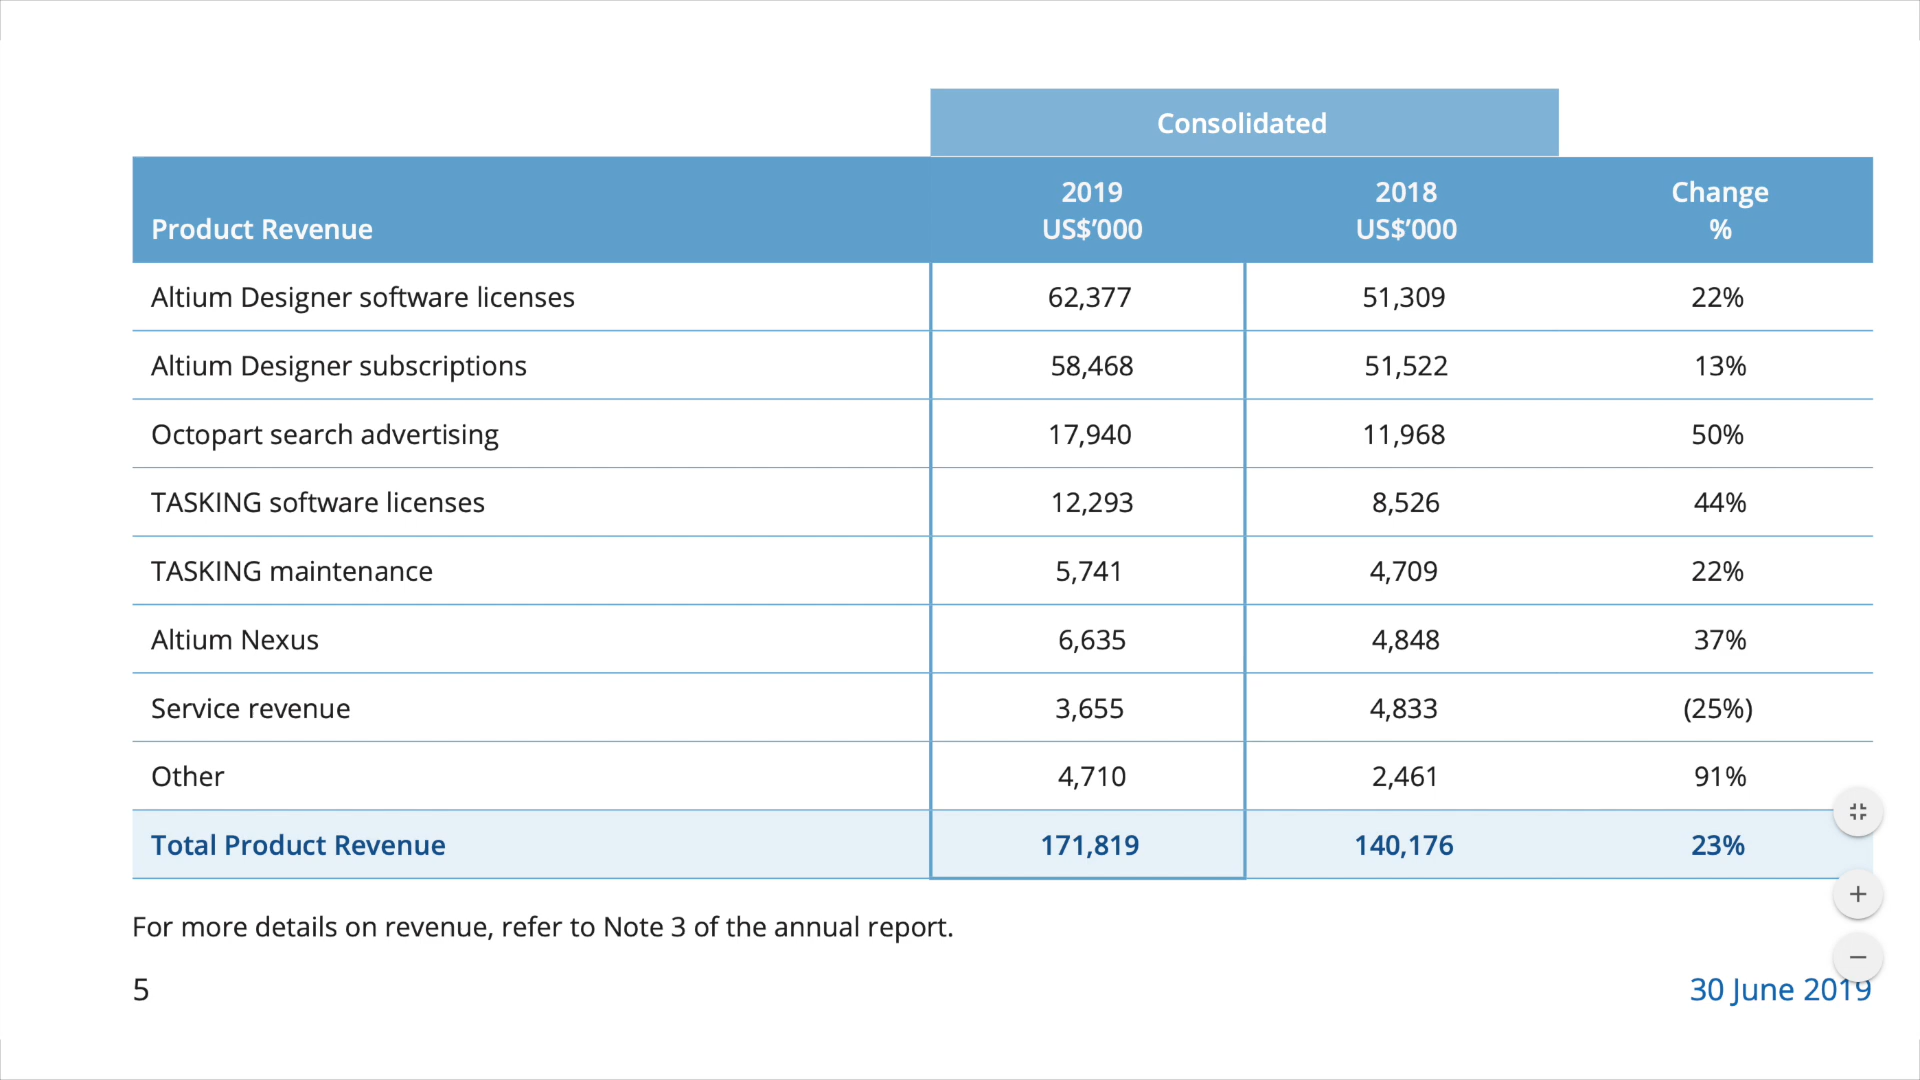 Consolidated
Product Revenue 2019 US$’000 2018 US$’000 Change %
Altium Designer software licenses 62,377 51,309 22%
Altium Designer subscriptions 58,468 51,522 13%
Octopart search advertising 17,940 11,968 50%
TASKING software licenses 12,293 8,526 44%
TASKING maintenance 5,741 4,709 22%
Altium Nexus 6,635 4,848 37%
Service revenue 3,655 4,833 (25%)
Other 4,710 2,461 91%
Total Product Revenue 171,819 140,176 23%
For more details on revenue, refer to Note 3 of the annual report.
5 30 June 2019